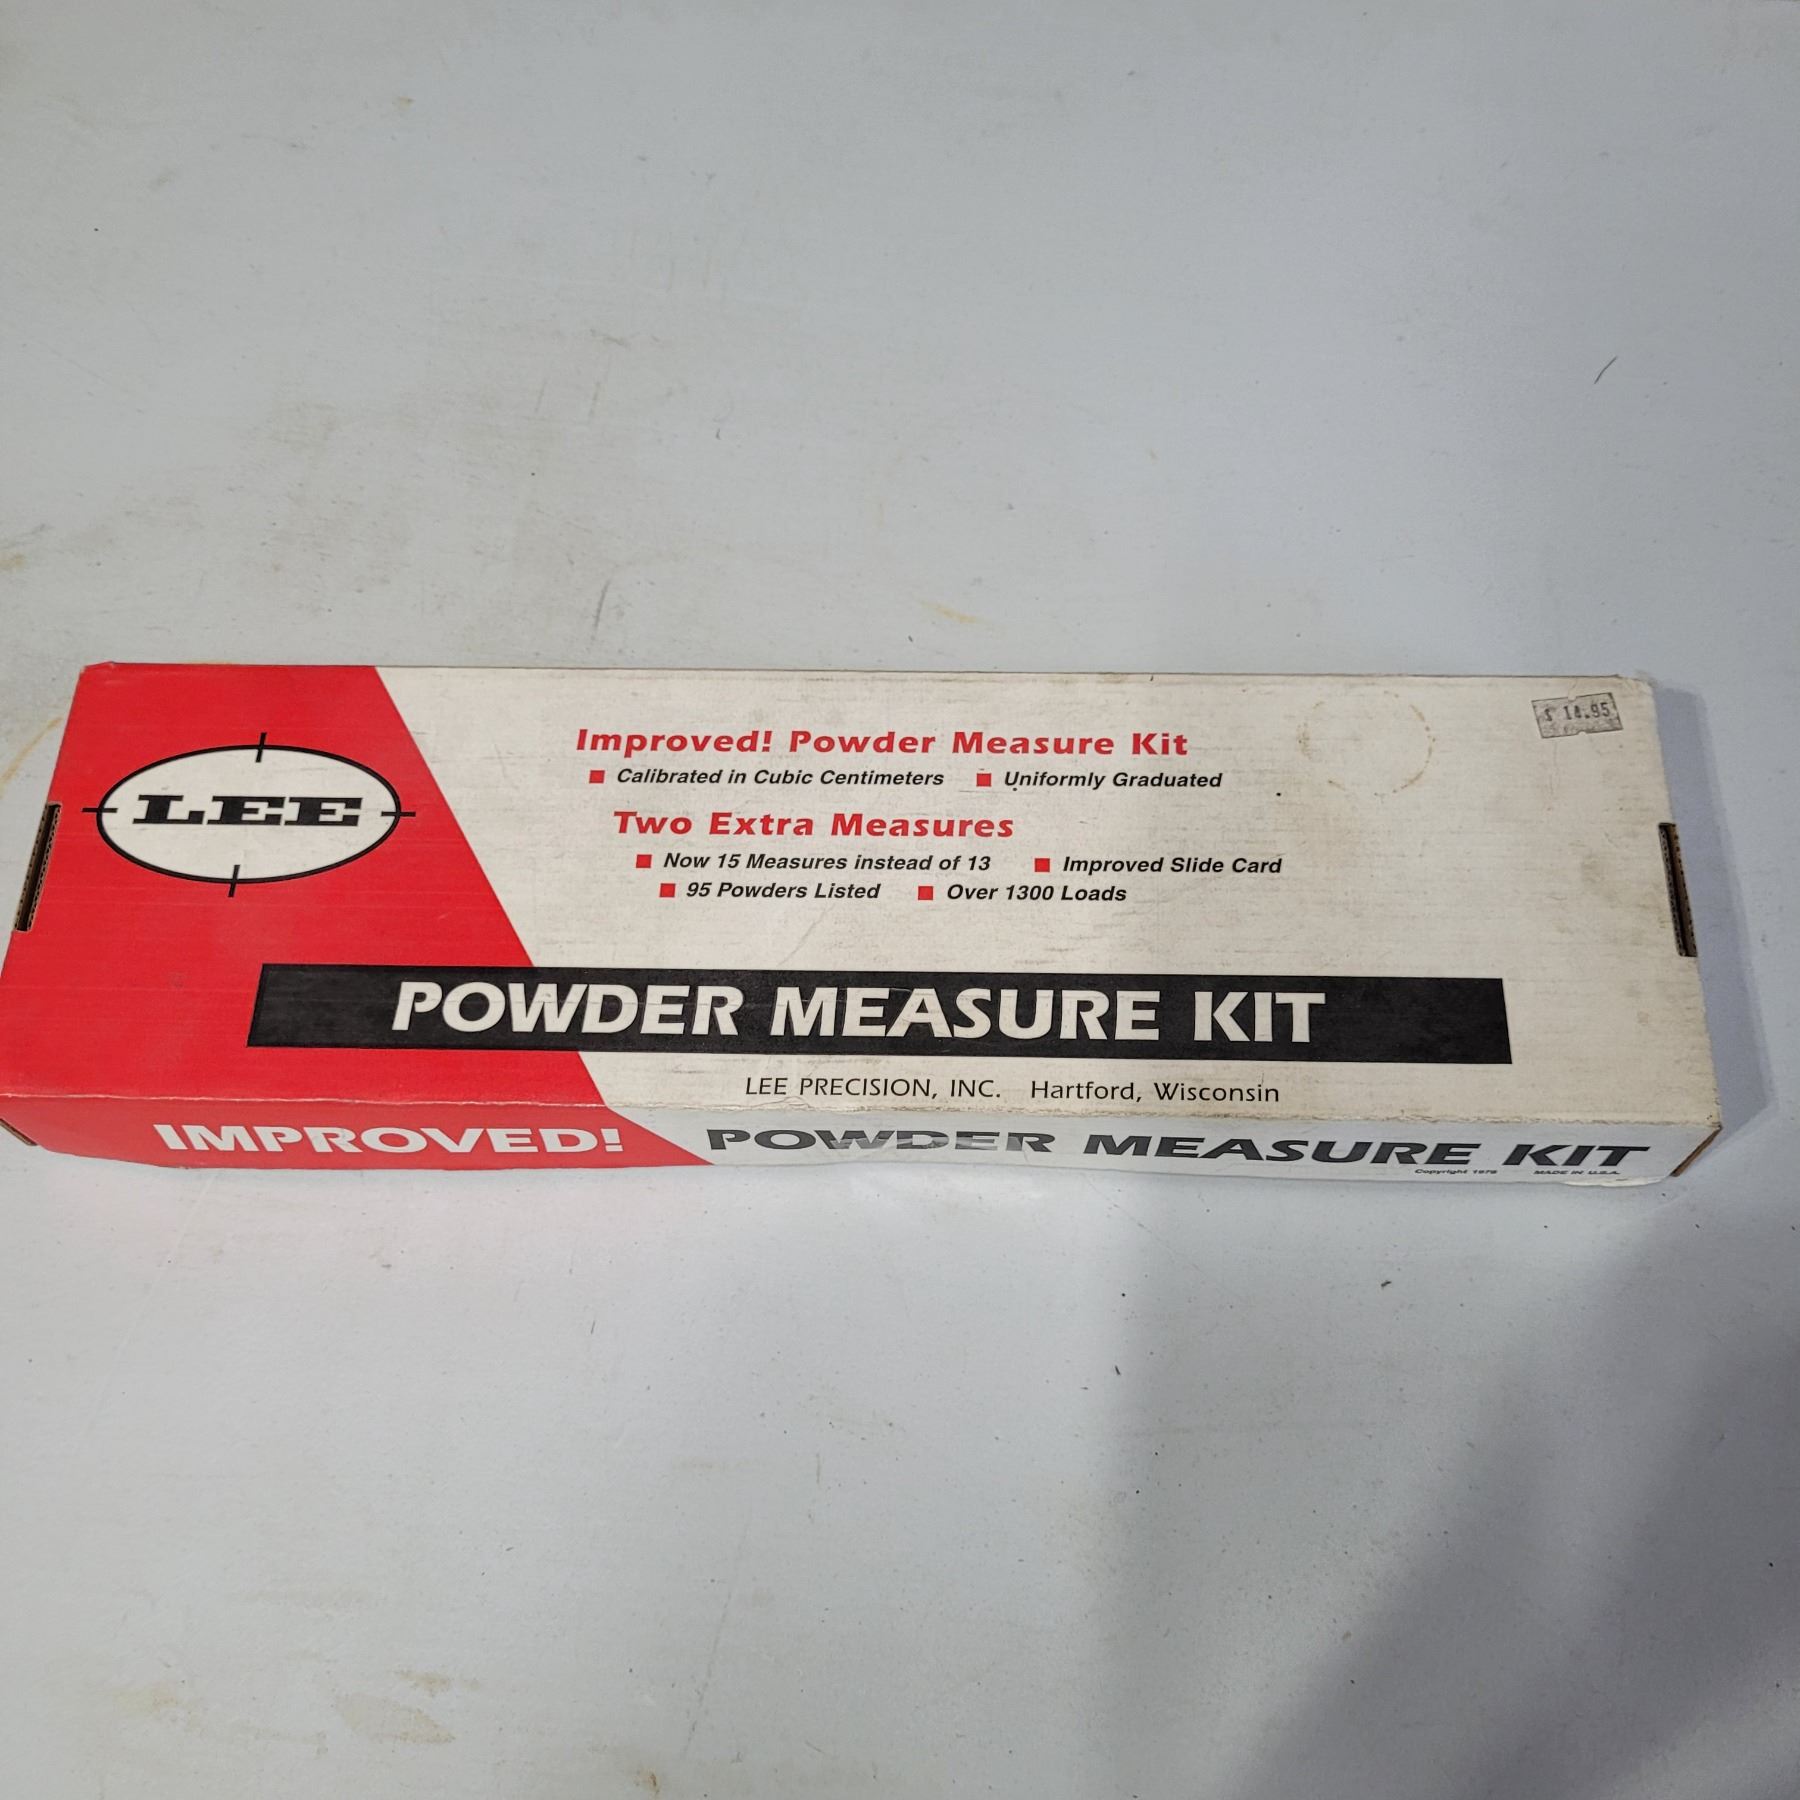 LEE
Improved! Powder Measure Kit
Calibrated in Cubic Centimeters Uniformly Graduated
Two Extra Measures
Now 15 Measures instead of 13 Improved Slide Card
95 Powders Listed Over 1300 Loads
POWDER MEASURE KIT
LEE PRECISION, INC. Hartford, Wisconsin
IMPROVED! POWDER MEASURE KIT
Copyright MADE IN U.S.A.